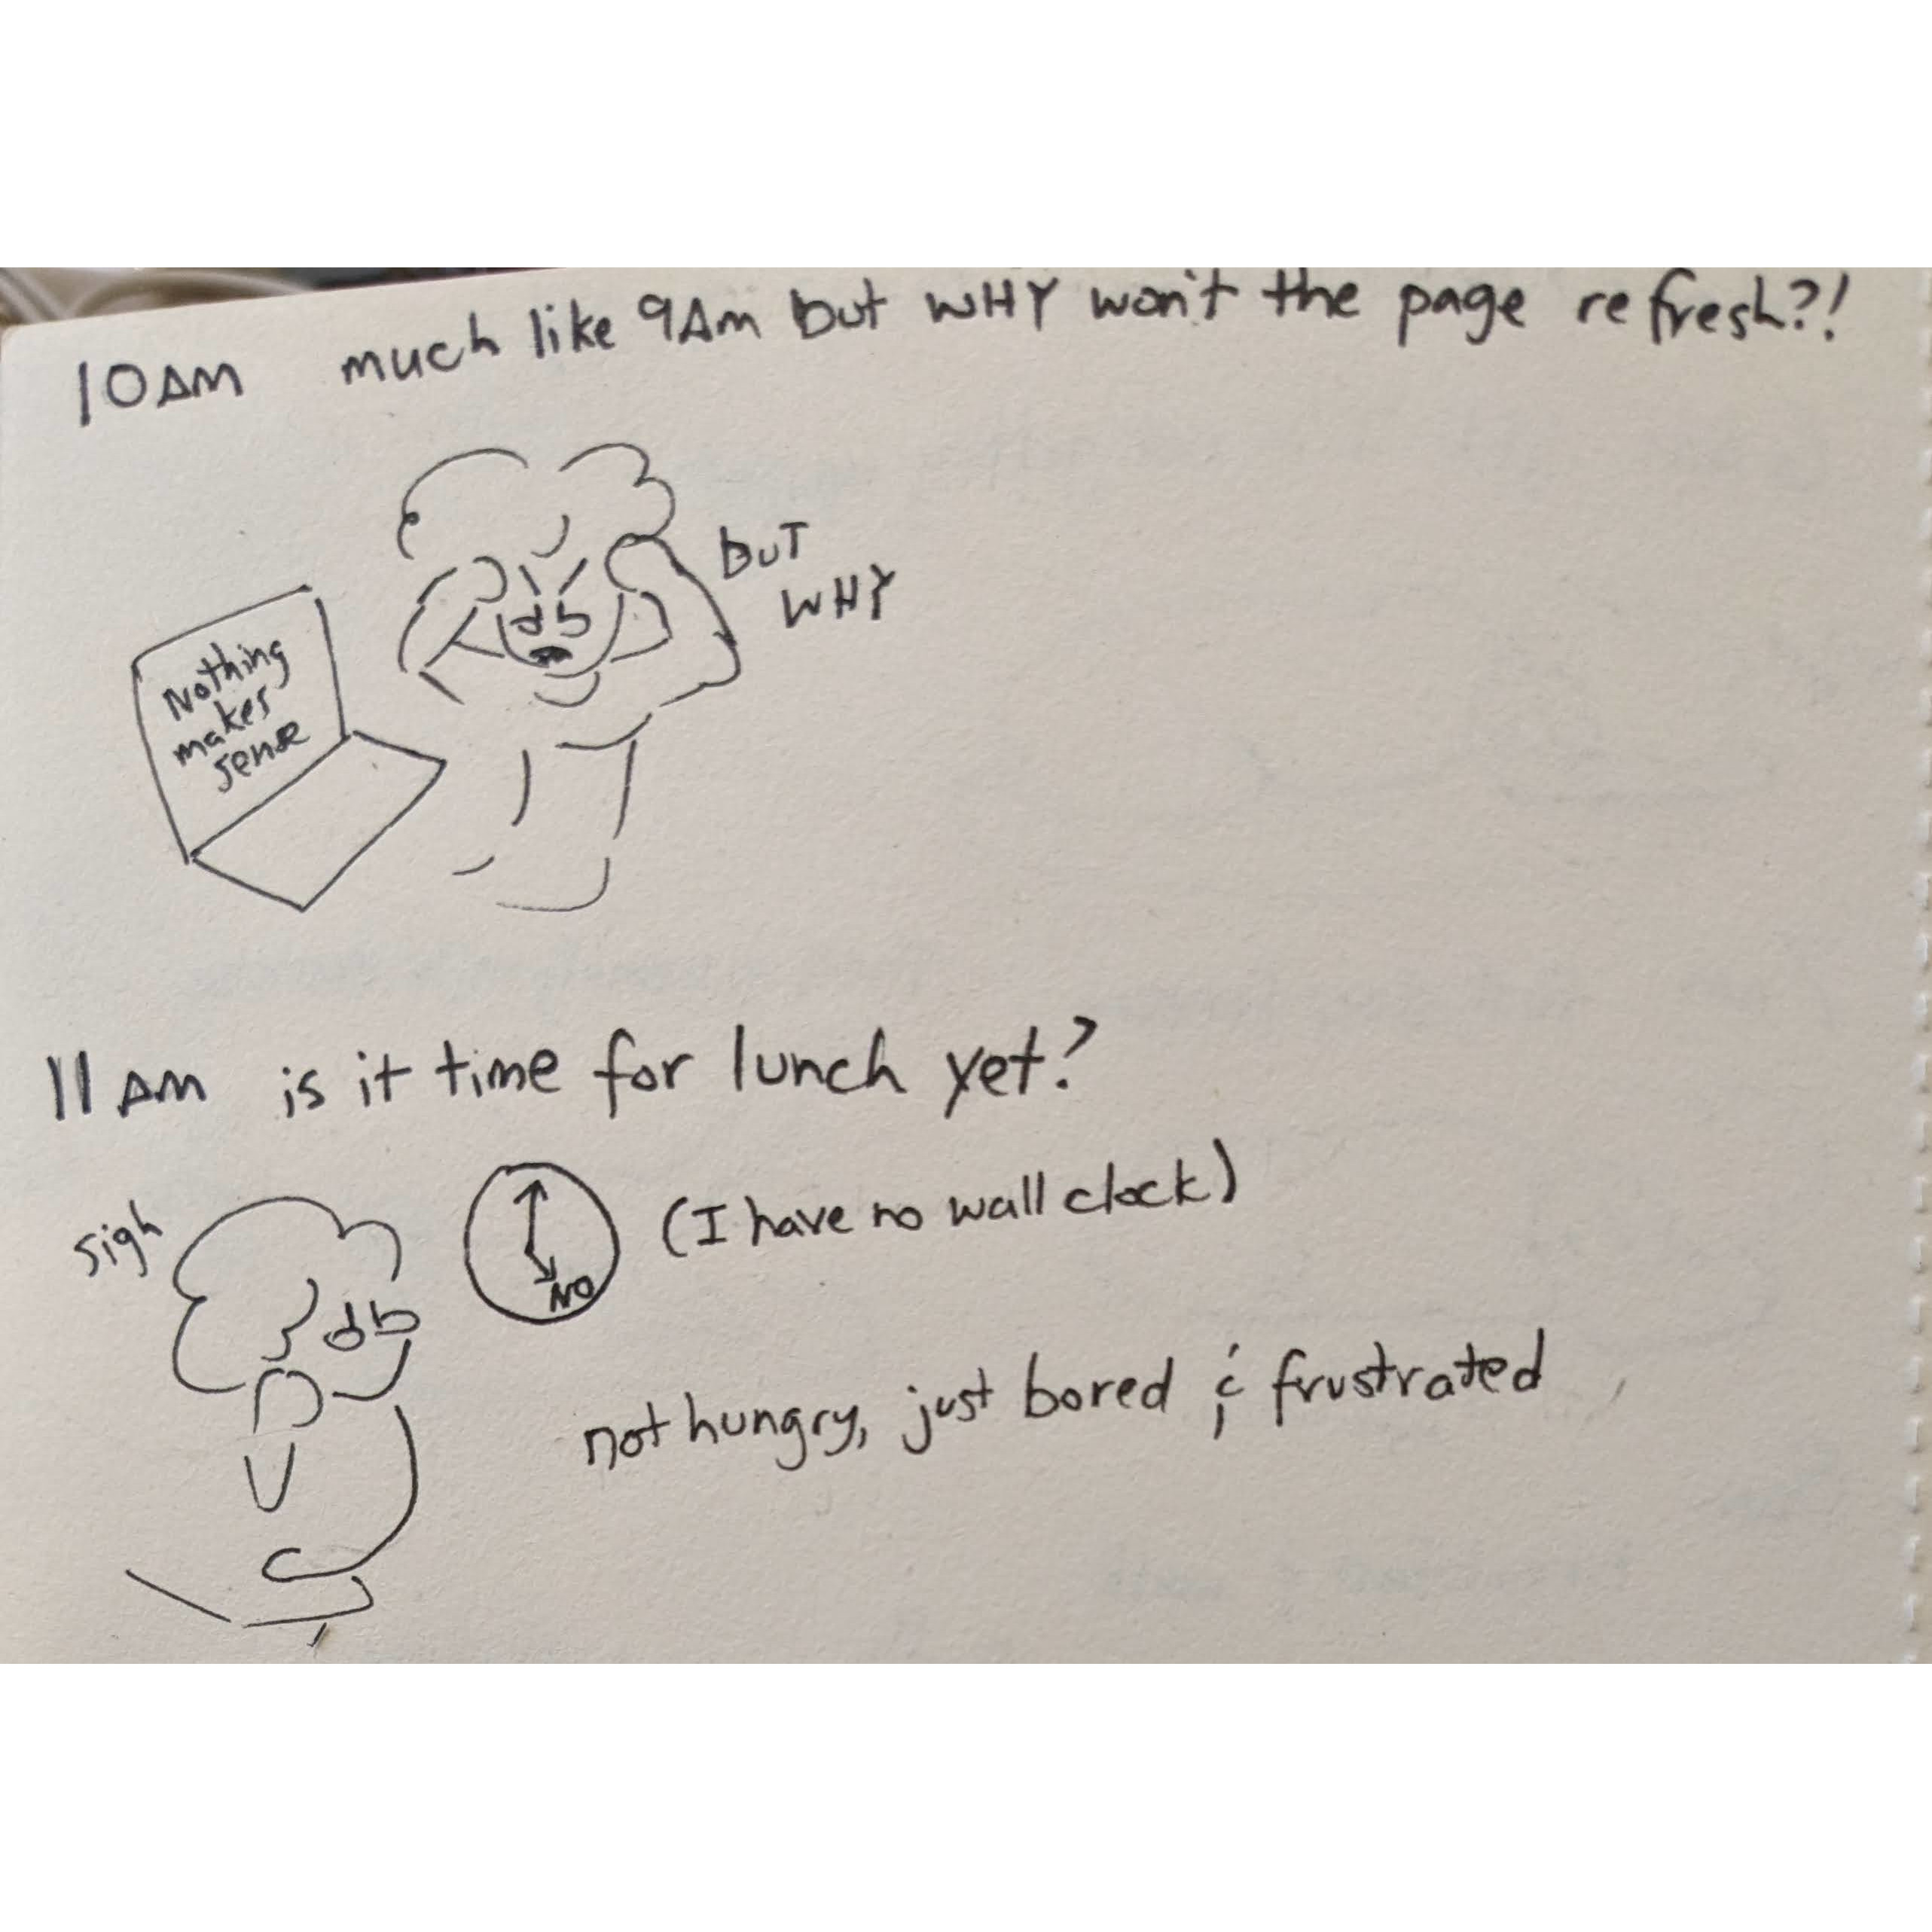 10AM much like 9AM but WHY won't the page refresh?!
BUT
WHY
Nothing
makes
sense
11 AM is it time for lunch yet?
sigh
NO
(I have no wall clock)
not hungry, just bored & frustrated